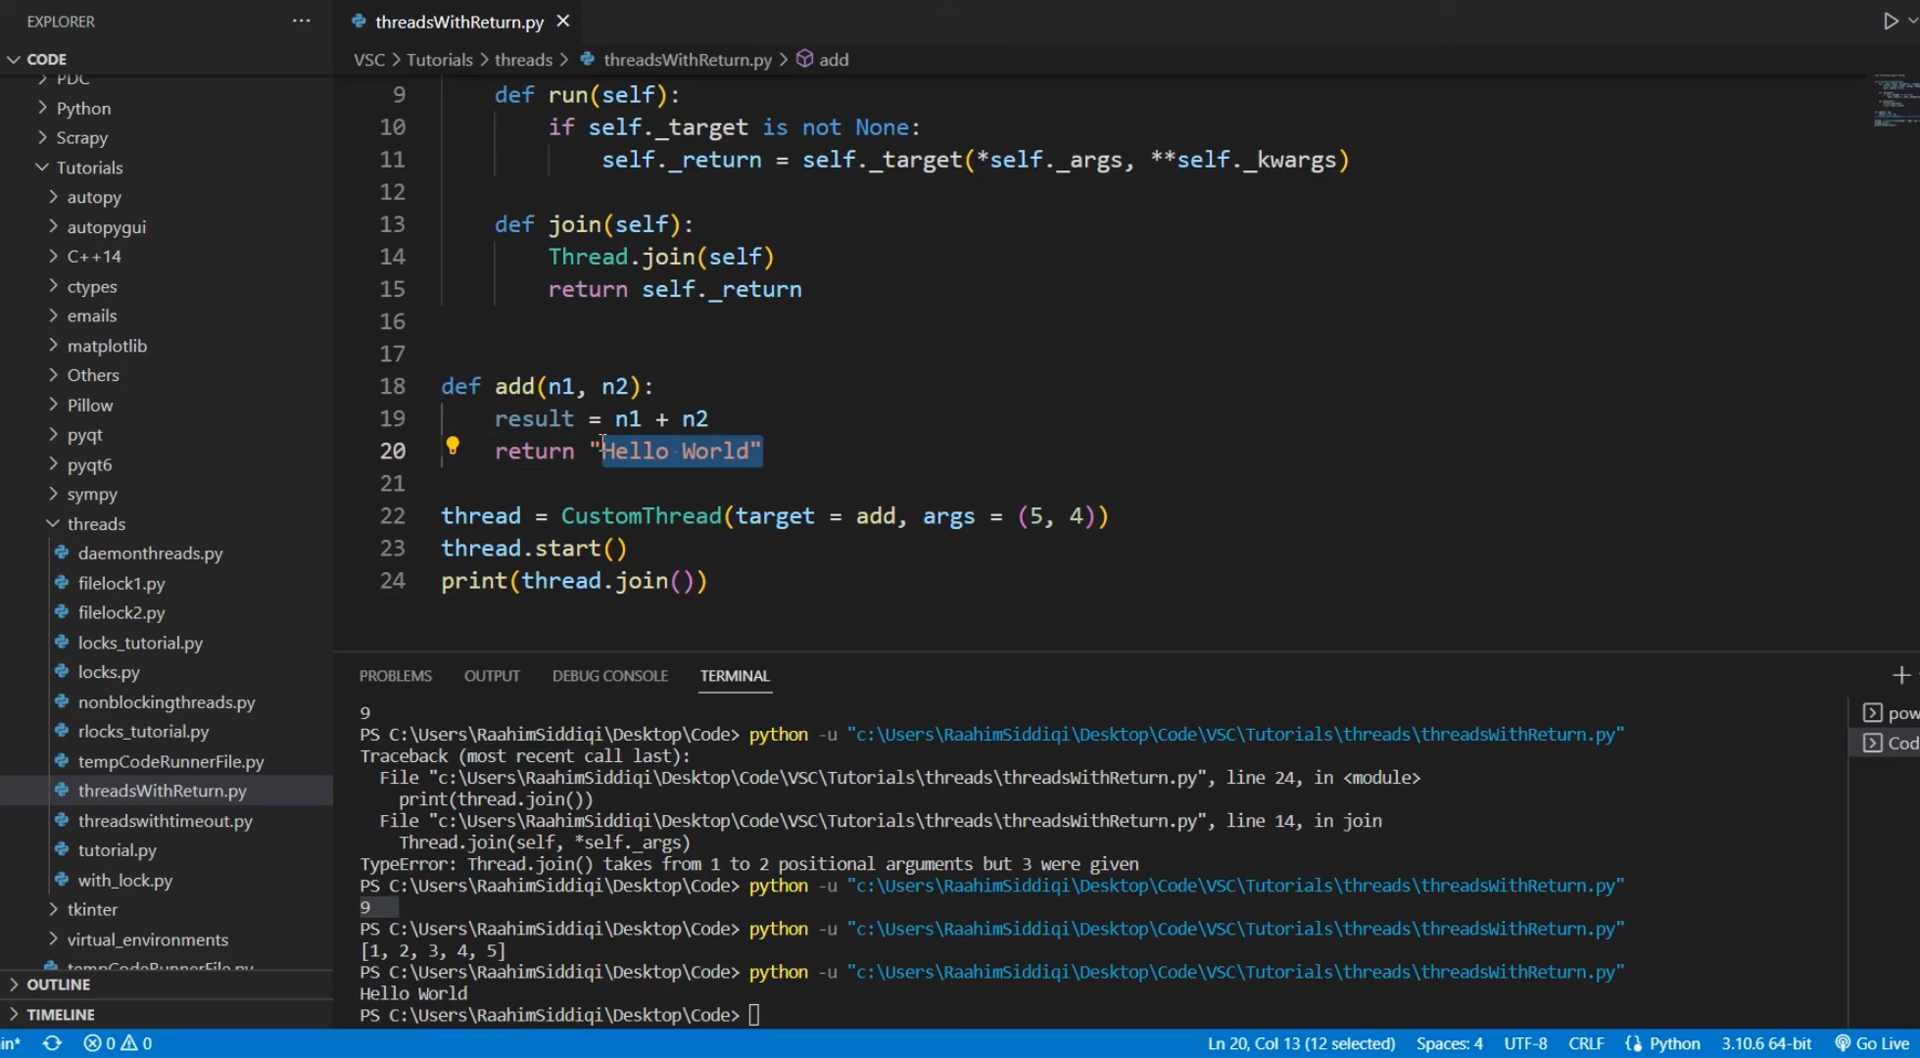 EXPLORER
···
threadsWithReturn.py
CODE
VSC > Tutorials > threads > threadsWithReturn.py > add
PDC
Python
Scrapy
Tutorials
autopy
autopygui
C++14
ctypes
emails
matplotlib
Others
Pillow
pyqt
pyqt6
sympy
threads
daemonthreads.py
filelock1.py
filelock2.py
locks_tutorial.py
locks.py
nonblockingthreads.py
rlocks_tutorial.py
tempCodeRunnerFile.py
threadsWithReturn.py
threadswithtimeout.py
tutorial.py
with_lock.py
tkinter
virtual_environments
tempCodeRunnerFile.py
OUTLINE
TIMELINE
9 def run(self):
10 if self._target is not None:
11 self._return = self._target(*self._args, **self._kwargs)
12
13 def join(self):
14 Thread.join(self)
15 return self._return
16
17
18 def add(n1, n2):
19 result = n1 + n2
20 return "Hello World"
21
22 thread = CustomThread(target = add, args = (5, 4))
23 thread.start()
24 print(thread.join())
PROBLEMS OUTPUT DEBUG CONSOLE TERMINAL
9
PS C:\Users\RaahimSiddiqi\Desktop\Code> python -u "c:\Users\RaahimSiddiqi\Desktop\Code\VSC\Tutorials\threads\threadsWithReturn.py"
Traceback (most recent call last):
File "c:\Users\RaahimSiddiqi\Desktop\Code\VSC\Tutorials\threads\threadsWithReturn.py", line 24, in <module>
print(thread.join())
File "c:\Users\RaahimSiddiqi\Desktop\Code\VSC\Tutorials\threads\threadsWithReturn.py", line 14, in join
Thread.join(self, *self._args)
TypeError: Thread.join() takes from 1 to 2 positional arguments but 3 were given
PS C:\Users\RaahimSiddiqi\Desktop\Code> python -u "c:\Users\RaahimSiddiqi\Desktop\Code\VSC\Tutorials\threads\threadsWithReturn.py"
9
PS C:\Users\RaahimSiddiqi\Desktop\Code> python -u "c:\Users\RaahimSiddiqi\Desktop\Code\VSC\Tutorials\threads\threadsWithReturn.py"
[1, 2, 3, 4, 5]
PS C:\Users\RaahimSiddiqi\Desktop\Code> python -u "c:\Users\RaahimSiddiqi\Desktop\Code\VSC\Tutorials\threads\threadsWithReturn.py"
Hello World
PS C:\Users\RaahimSiddiqi\Desktop\Code>
pow
Cod
in* 0 0 Ln 20, Col 13 (12 selected) Spaces: 4 UTF-8 CRLF Python 3.10.6 64-bit Go Live